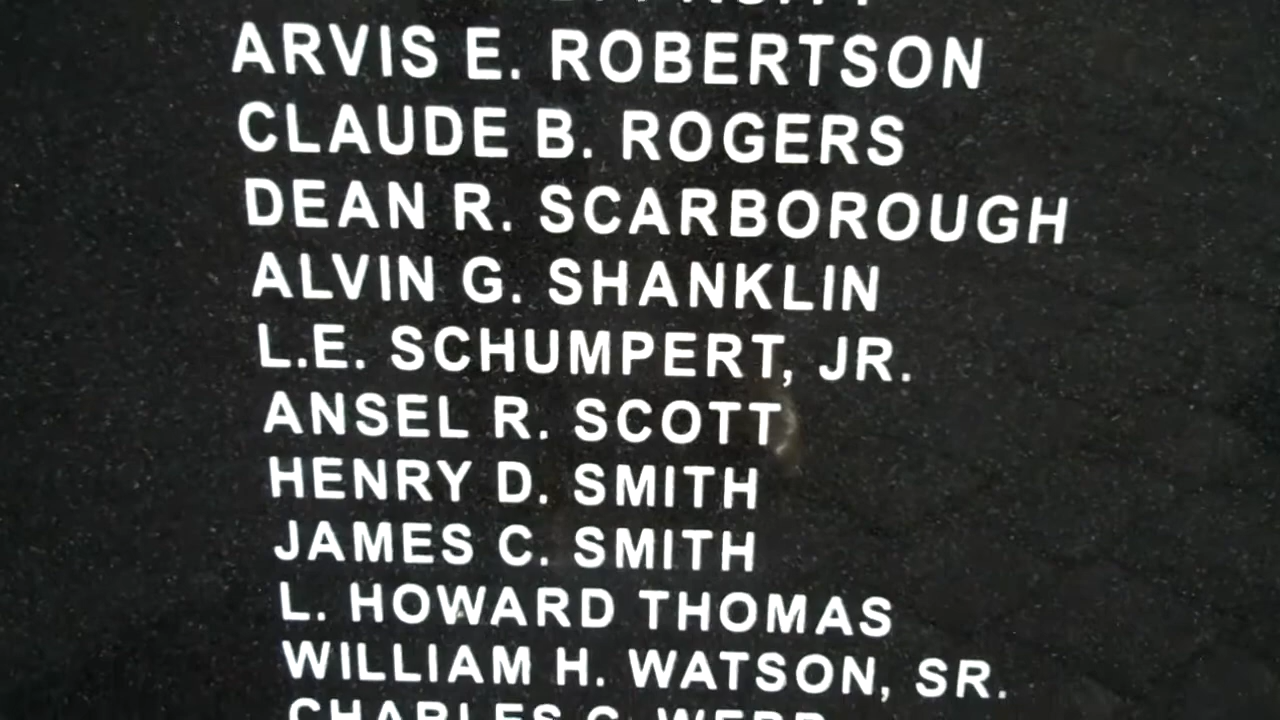 ARVIS E. ROBERTSON
CLAUDE B. ROGERS
DEAN R. SCARBOROUGH
ALVIN G. SHANKLIN
L.E. SCHUMPERT, JR.
ANSEL R. SCOTT
HENRY D. SMITH
JAMES C. SMITH
L. HOWARD THOMAS
WILLIAM H. WATSON, SR.
CHARLES